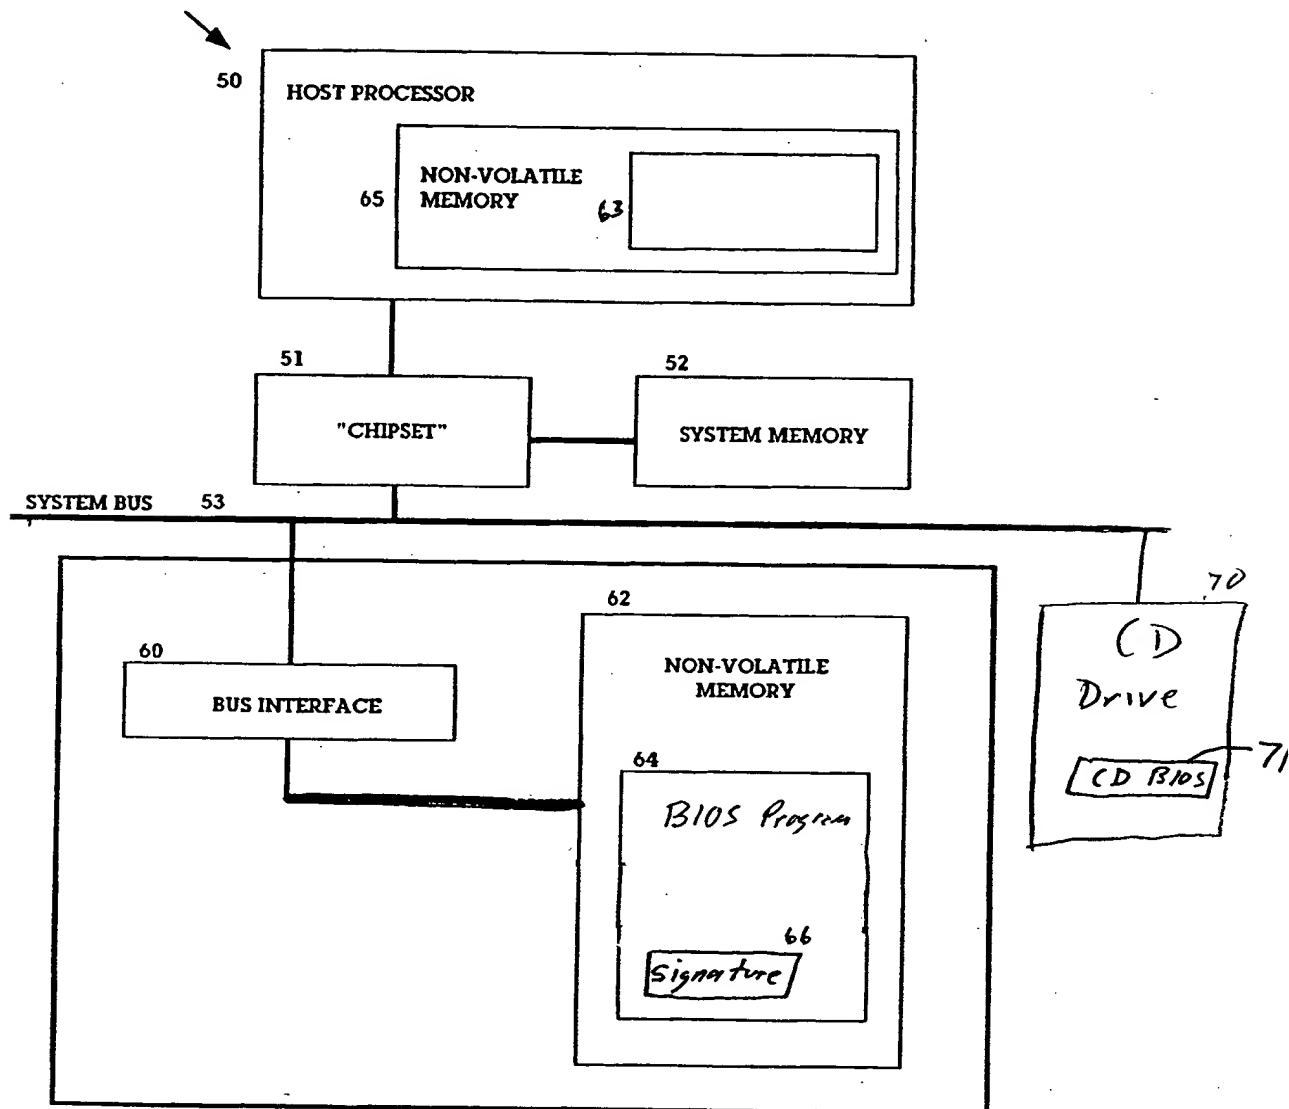 50
HOST PROCESSOR
65
NON-VOLATILE
MEMORY
63
51
"CHIPSET"
52
SYSTEM MEMORY
SYSTEM BUS 53
60
BUS INTERFACE
62
NON-VOLATILE
MEMORY
64
BIOS Program
66
Signature
70
CD
Drive
CD BIOS
71